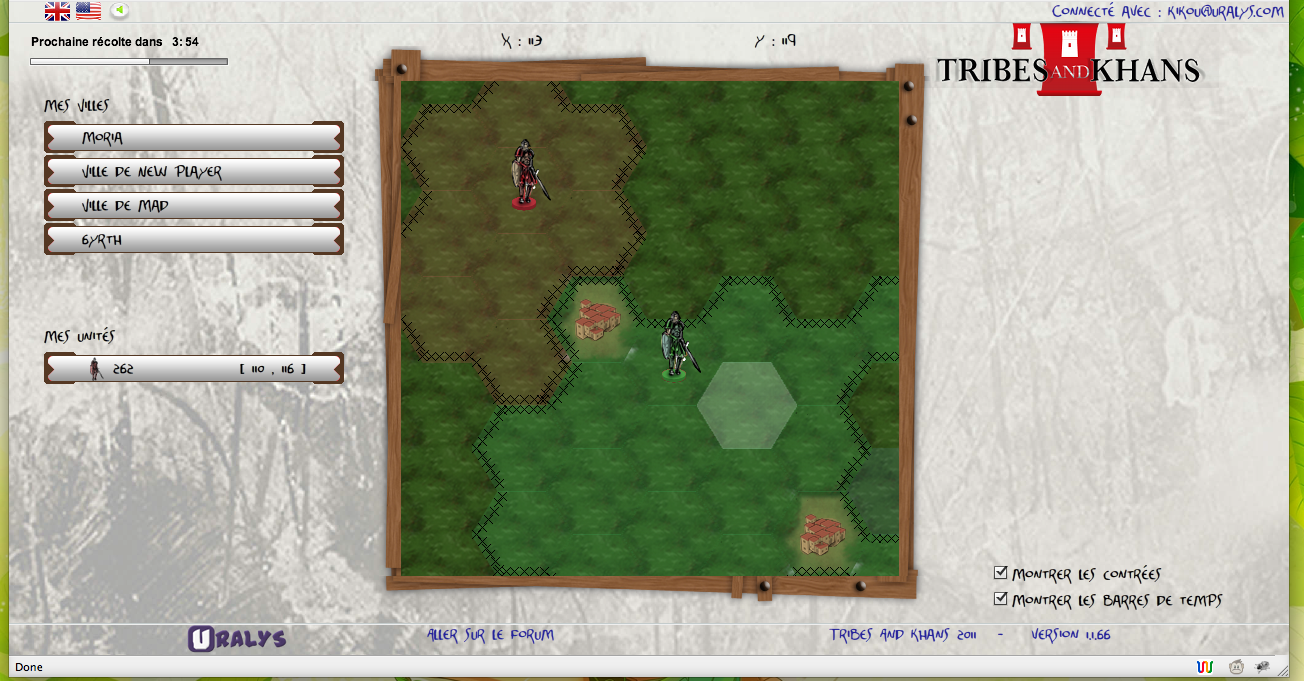 Connecté avec : kikou@uralys.com
Prochaine récolte dans 3:54
X : 113
Y : 119
TRIBES AND KHANS
Mes villes
Moria
Ville de New Player
Ville de Mad
Gyrth
Mes unités
262 [ 110 , 116 ]
Montrer les contrées
Montrer les barres de temps
Uralys
Aller sur le forum
Tribes and Khans 2011 - Version 1.1.66
Done